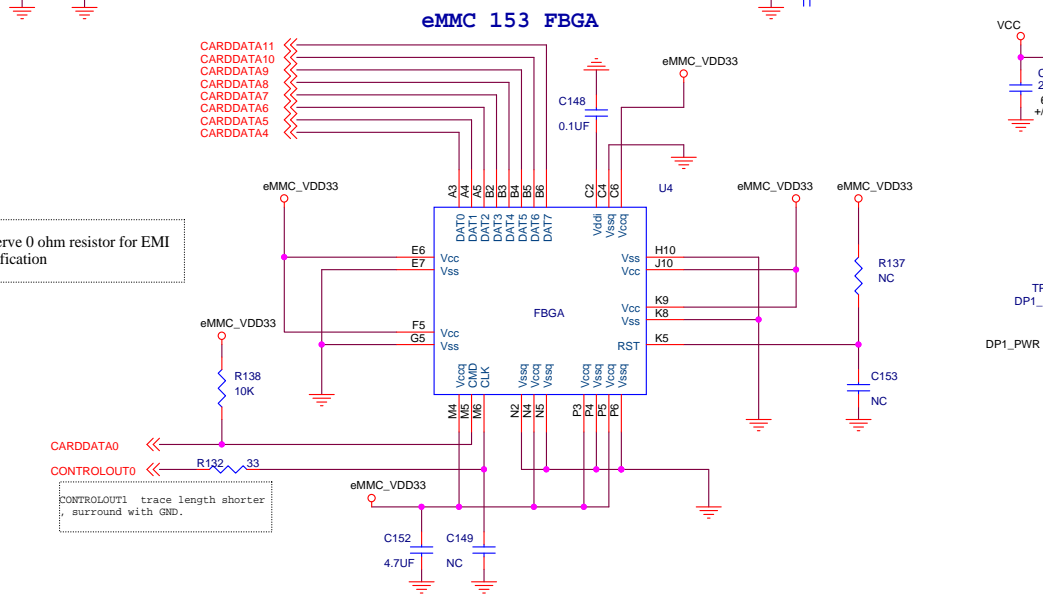 eMMC 153 FBGA
CARDDATA11
CARDDATA10
CARDDATA9
CARDDATA8
CARDDATA7
CARDDATA6
CARDDATA5
CARDDATA4
C148
0.1UF
eMMC_VDD33
VCC
A3 A4 A5 B2 B3 B4 B5 B6
C2 C4 C6
U4
eMMC_VDD33
eMMC_VDD33
eMMC_VDD33
DAT0 DAT1 DAT2 DAT3 DAT4 DAT5 DAT6 DAT7
Vddi Vssq Vccq
erve 0 ohm resistor for EMI
fication
E6 Vcc
E7 Vss
F5 Vcc
G5 Vss
Vss H10
Vcc J10
Vcc K9
Vss K8
RST K5
FBGA
R137
NC
C153
NC
DP1_
DP1_PWR
eMMC_VDD33
R138
10K
Vccq CMD CLK
Vssq Vccq Vssq
Vccq Vssq Vccq Vssq
M4 M5 M6
N2 N4 N5
P3 P4 P5 P6
CARDDATA0
CONTROLOUT0
R132 33
CONTROLOUT1 trace length shorter
, surround with GND.
eMMC_VDD33
C152
4.7UF
C149
NC